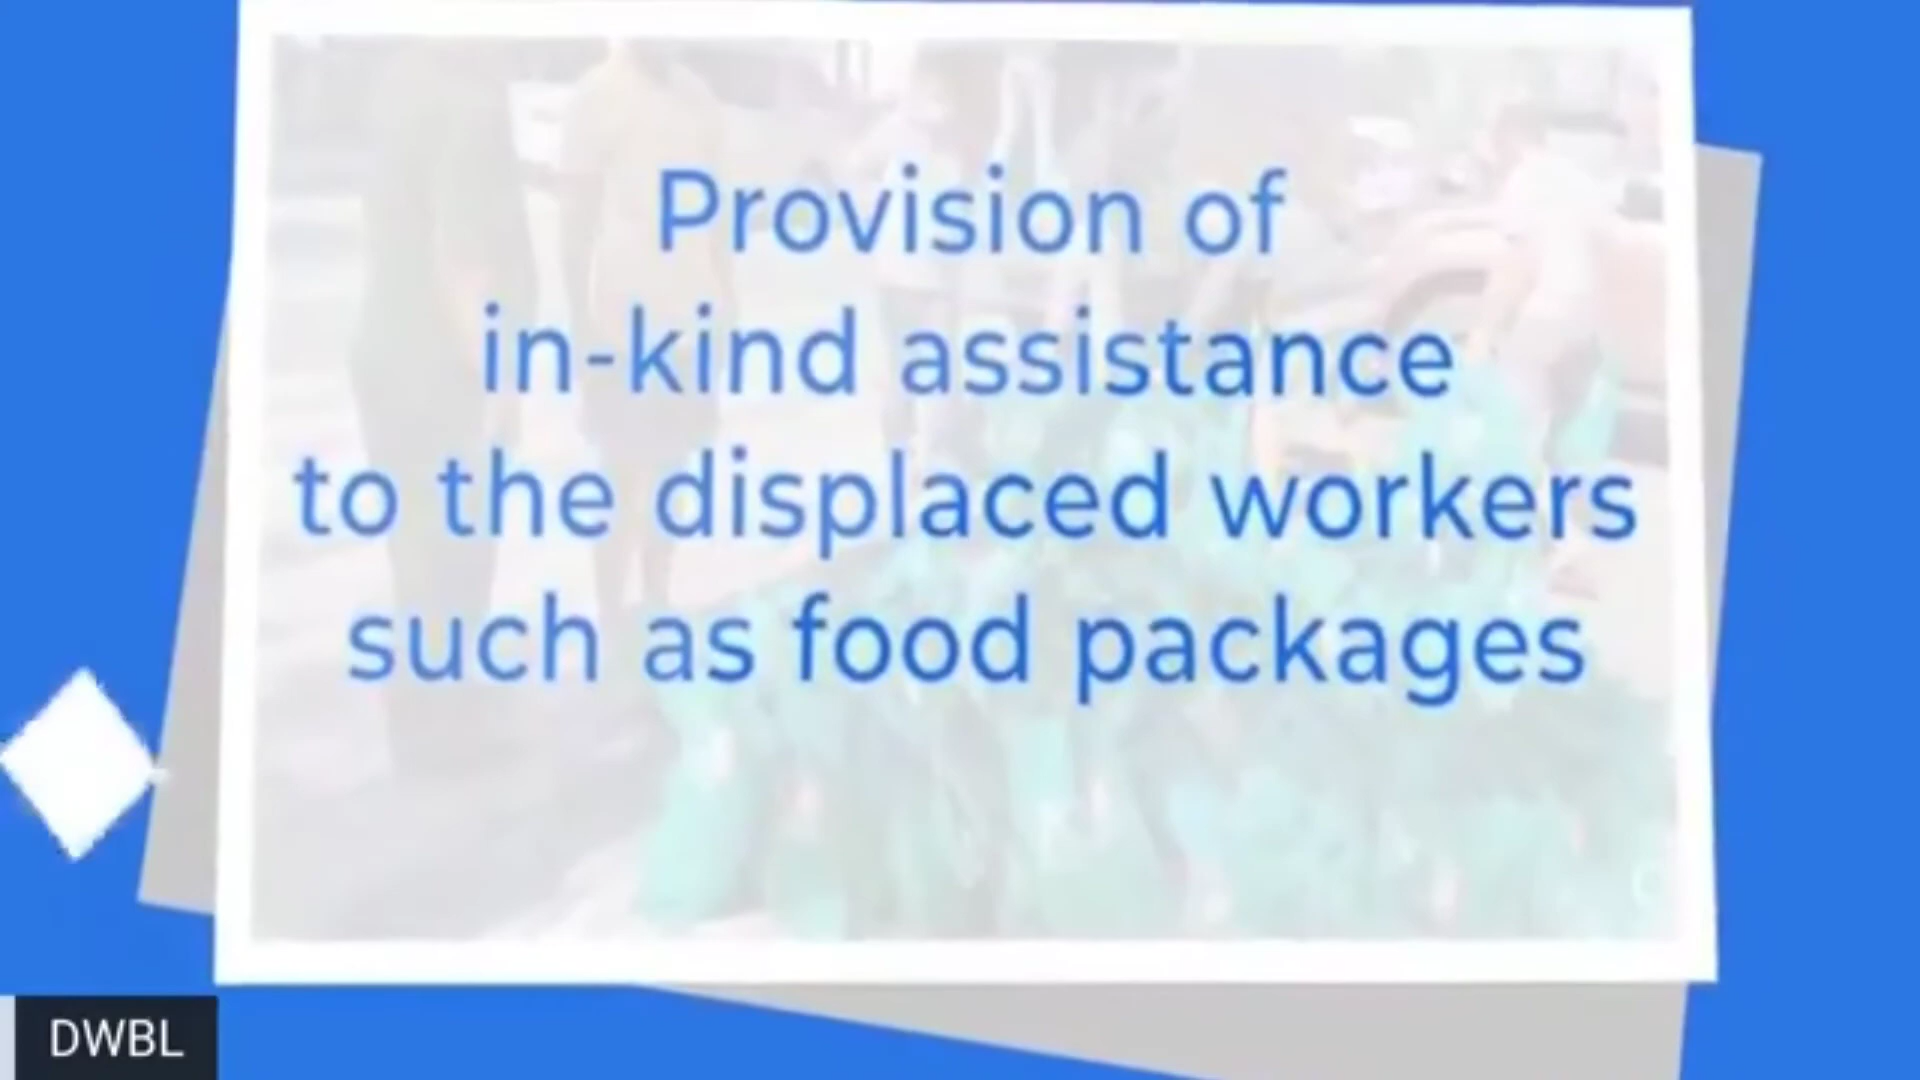 Provision of
in-kind assistance
to the displaced workers
such as food packages
DWBL